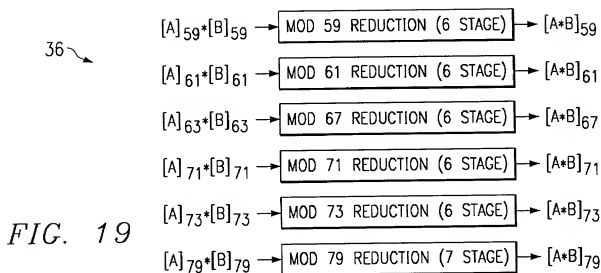 36
[A]59*[B]59 MOD 59 REDUCTION (6 STAGE) [A*B]59
[A]61*[B]61 MOD 61 REDUCTION (6 STAGE) [A*B]61
[A]63*[B]63 MOD 67 REDUCTION (6 STAGE) [A*B]67
[A]71*[B]71 MOD 71 REDUCTION (6 STAGE) [A*B]71
[A]73*[B]73 MOD 73 REDUCTION (6 STAGE) [A*B]73
[A]79*[B]79 MOD 79 REDUCTION (7 STAGE) [A*B]79
FIG. 19